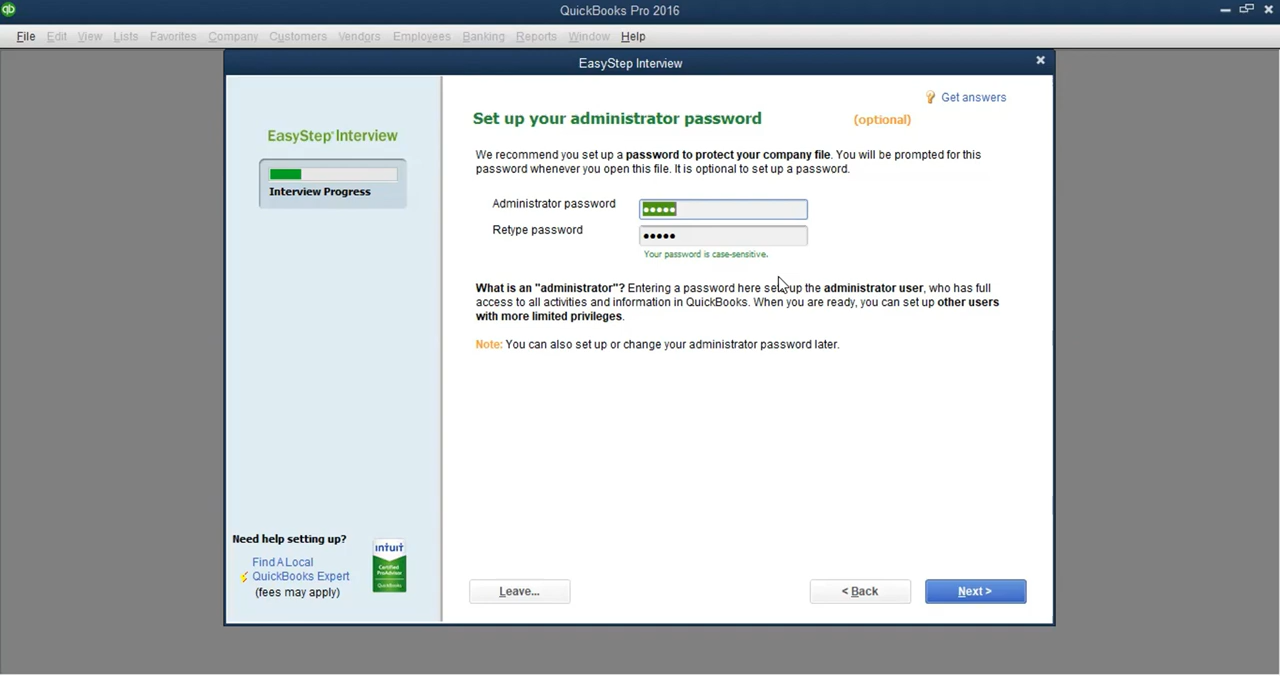 QuickBooks Pro 2016
File Edit View Lists Favorites Company Customers Vendors Employees Banking Reports Window Help
EasyStep Interview
Get answers
EasyStep Interview
Interview Progress
Set up your administrator password (optional)
We recommend you set up a password to protect your company file. You will be prompted for this
password whenever you open this file. It is optional to set up a password.
Administrator password
Retype password
Your password is case-sensitive.
What is an "administrator"? Entering a password here sets up the administrator user, who has full
access to all activities and information in QuickBooks. When you are ready, you can set up other users
with more limited privileges.
Note: You can also set up or change your administrator password later.
Need help setting up?
Find A Local
QuickBooks Expert
(fees may apply)
intuit
Certified
ProAdvisor
QuickBooks
Leave... < Back Next >